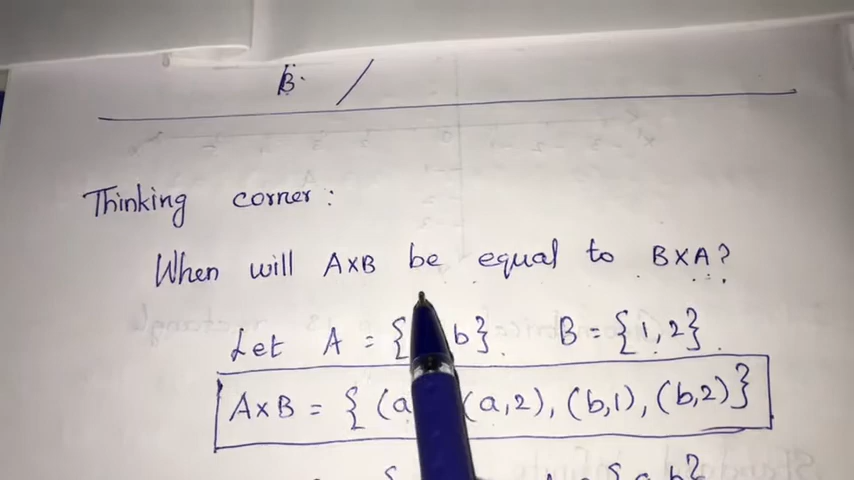 B.
Thinking corner:
When will A×B be equal to B×A?
Let A = { b}. B = {1, 2}.
A×B = { (a (a,2), (b,1), (b,2)}